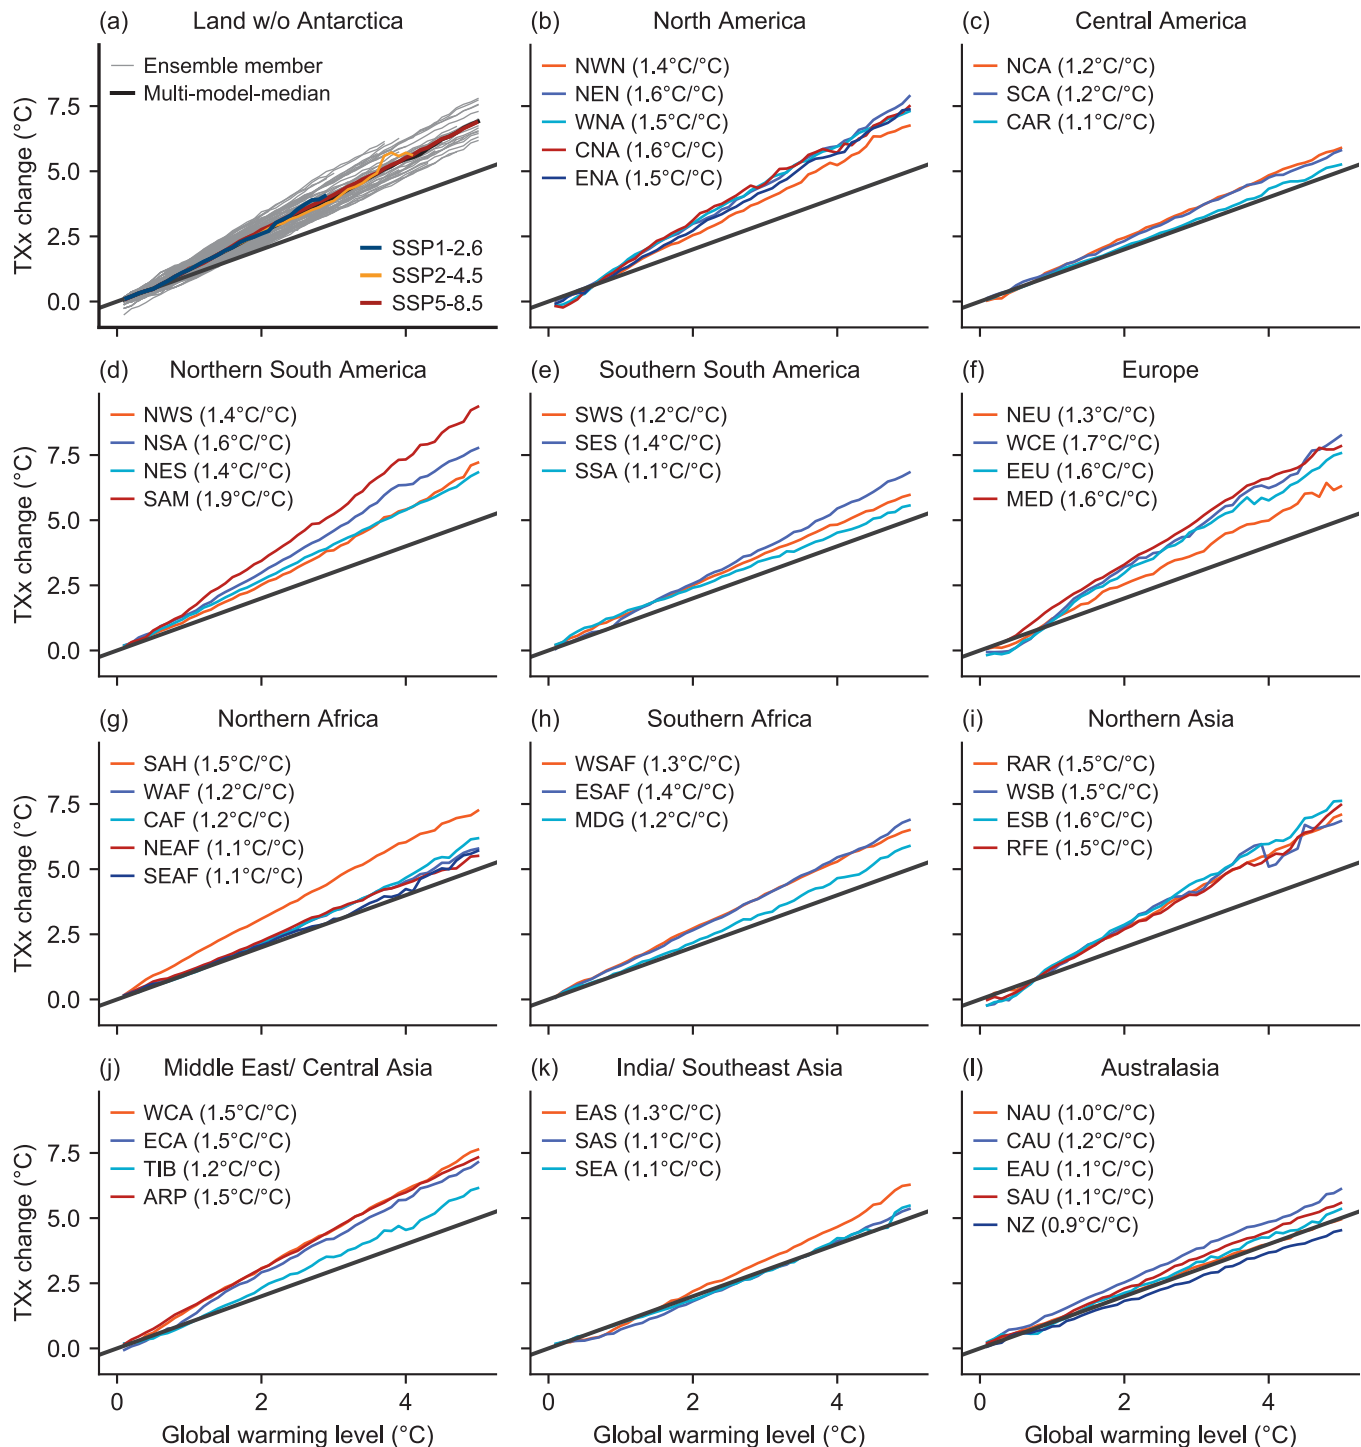 (a) Land w/o Antarctica
Ensemble member
Multi-model-median
SSP1-2.6
SSP2-4.5
SSP5-8.5
TXx change (°C)
7.5
5.0
2.5
0.0
(b) North America
NWN (1.4°C/°C)
NEN (1.6°C/°C)
WNA (1.5°C/°C)
CNA (1.6°C/°C)
ENA (1.5°C/°C)
(c) Central America
NCA (1.2°C/°C)
SCA (1.2°C/°C)
CAR (1.1°C/°C)
(d) Northern South America
NWS (1.4°C/°C)
NSA (1.6°C/°C)
NES (1.4°C/°C)
SAM (1.9°C/°C)
TXx change (°C)
7.5
5.0
2.5
0.0
(e) Southern South America
SWS (1.2°C/°C)
SES (1.4°C/°C)
SSA (1.1°C/°C)
(f) Europe
NEU (1.3°C/°C)
WCE (1.7°C/°C)
EEU (1.6°C/°C)
MED (1.6°C/°C)
(g) Northern Africa
SAH (1.5°C/°C)
WAF (1.2°C/°C)
CAF (1.2°C/°C)
NEAF (1.1°C/°C)
SEAF (1.1°C/°C)
TXx change (°C)
7.5
5.0
2.5
0.0
(h) Southern Africa
WSAF (1.3°C/°C)
ESAF (1.4°C/°C)
MDG (1.2°C/°C)
(i) Northern Asia
RAR (1.5°C/°C)
WSB (1.5°C/°C)
ESB (1.6°C/°C)
RFE (1.5°C/°C)
(j) Middle East/ Central Asia
WCA (1.5°C/°C)
ECA (1.5°C/°C)
TIB (1.2°C/°C)
ARP (1.5°C/°C)
TXx change (°C)
7.5
5.0
2.5
0.0
0 2 4
Global warming level (°C)
(k) India/ Southeast Asia
EAS (1.3°C/°C)
SAS (1.1°C/°C)
SEA (1.1°C/°C)
0 2 4
Global warming level (°C)
(l) Australasia
NAU (1.0°C/°C)
CAU (1.2°C/°C)
EAU (1.1°C/°C)
SAU (1.1°C/°C)
NZ (0.9°C/°C)
0 2 4
Global warming level (°C)